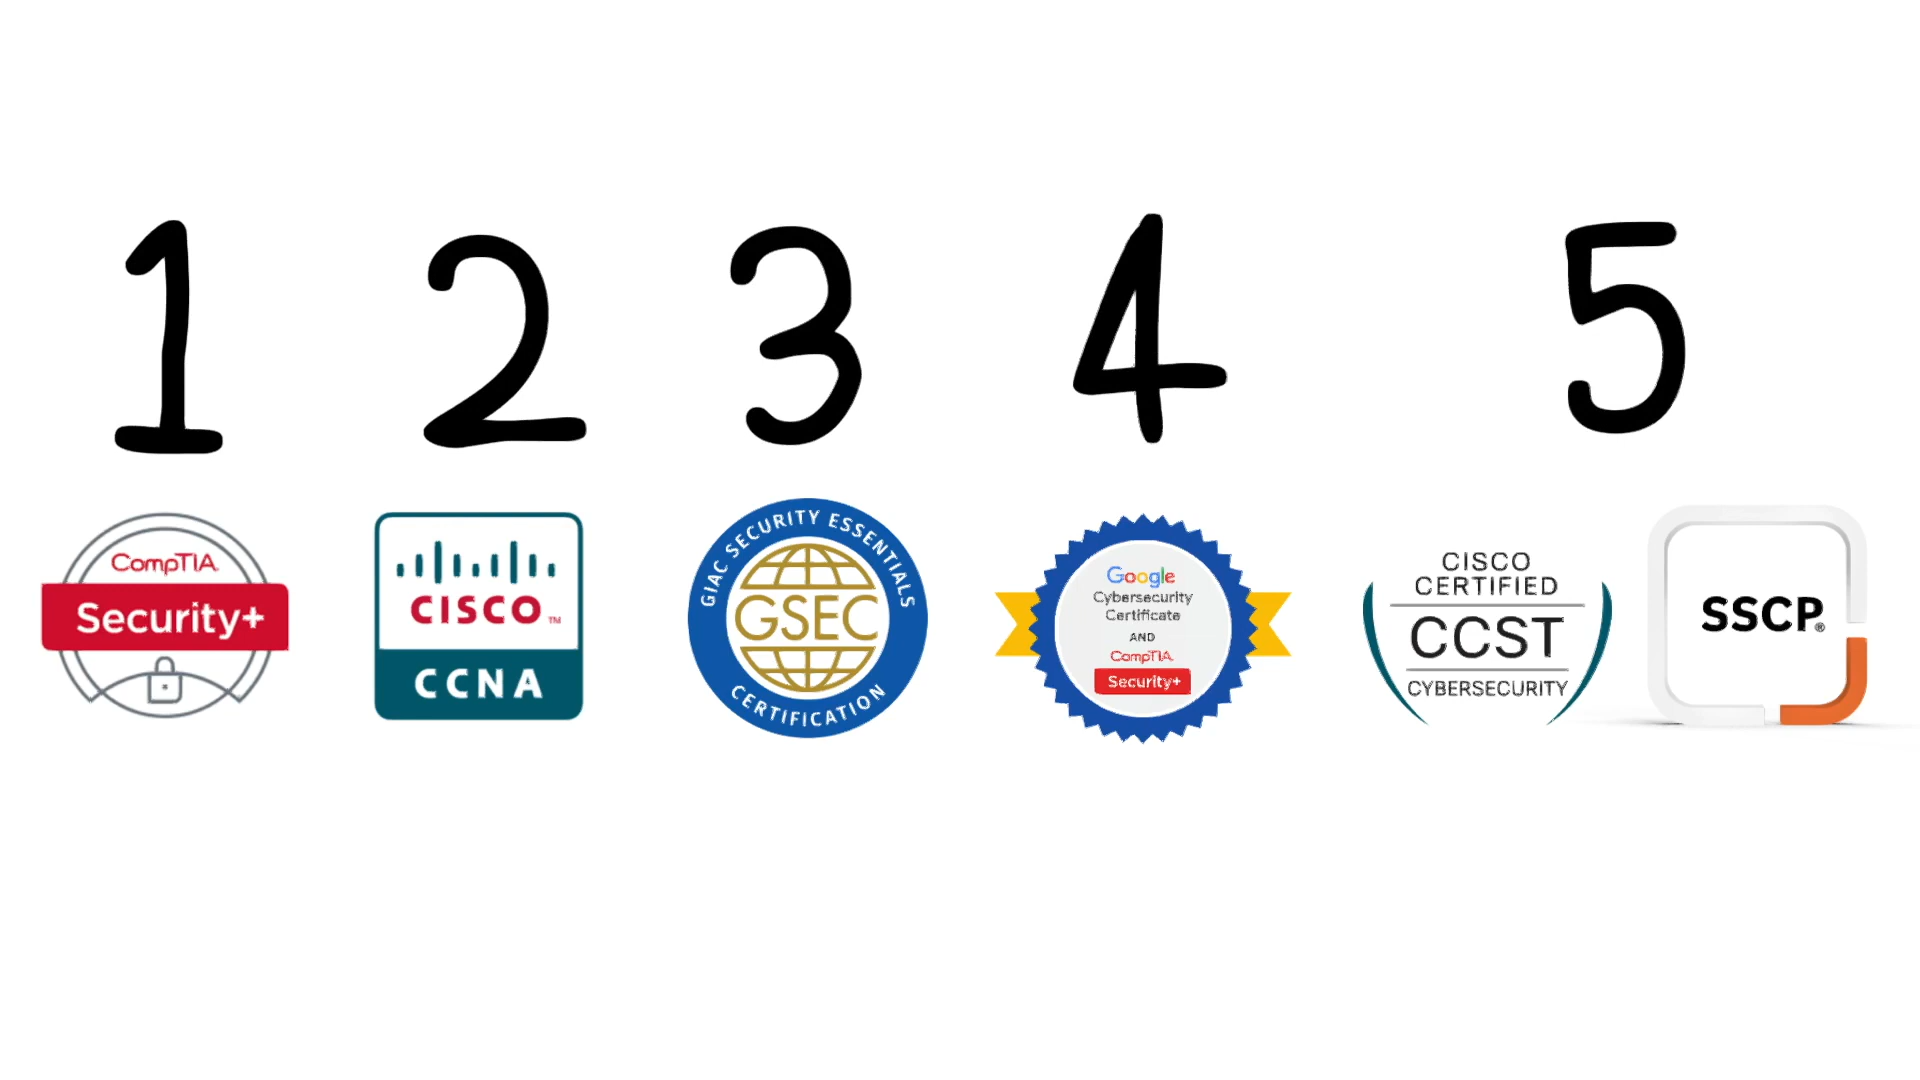 1 2 3 4 5
CompTIA.
Security+
CISCO™
CCNA
GIAC SECURITY ESSENTIALS
GSEC
CERTIFICATION
Google
Cybersecurity
Certificate
AND
CompTIA.
Security+
CISCO
CERTIFIED
CCST
CYBERSECURITY
SSCP®